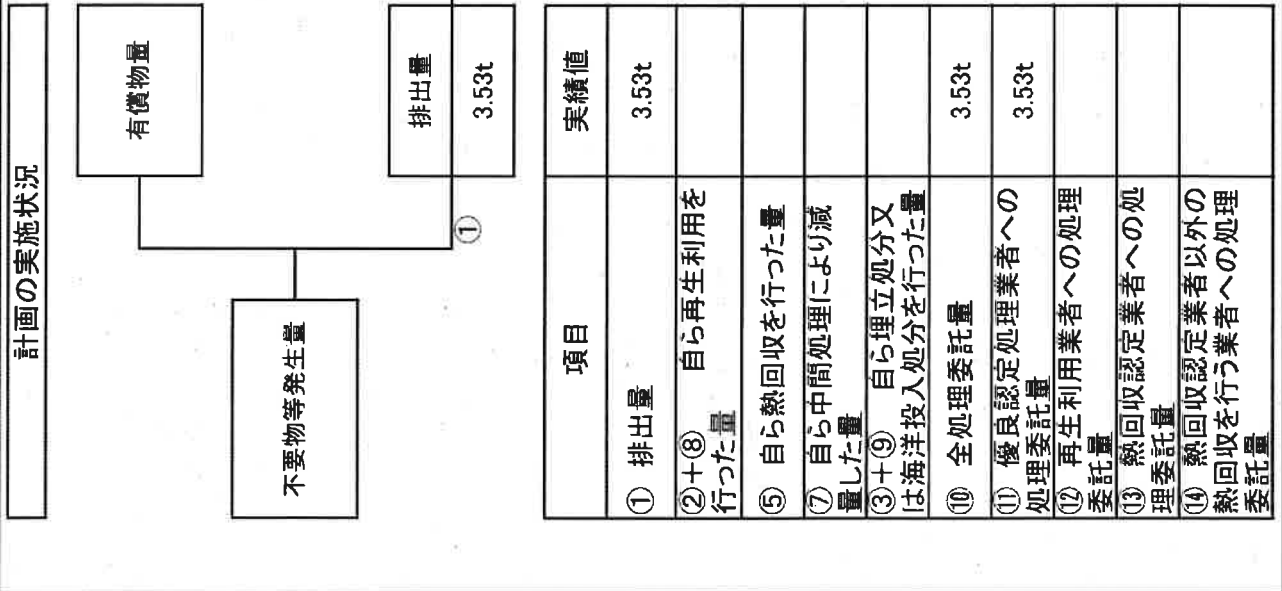 計画の実施状況
不要物等発生量
有償物量
①
排出量
3.53t
項目
実績値
① 排出量
3.53t
②+⑧ 自ら再生利用を
行った量
⑤ 自ら熱回収を行った量
⑦ 自ら中間処理により減
量した量
③+⑨ 自ら埋立処分又
は海洋投入処分を行った量
⑩ 全処理委託量
3.53t
⑪ 優良認定処理業者への
処理委託量
3.53t
⑫ 再生利用業者への処理
委託量
⑬ 熱回収認定業者への処
理委託量
⑭ 熱回収認定業者以外の
熱回収を行う業者への処理
委託量